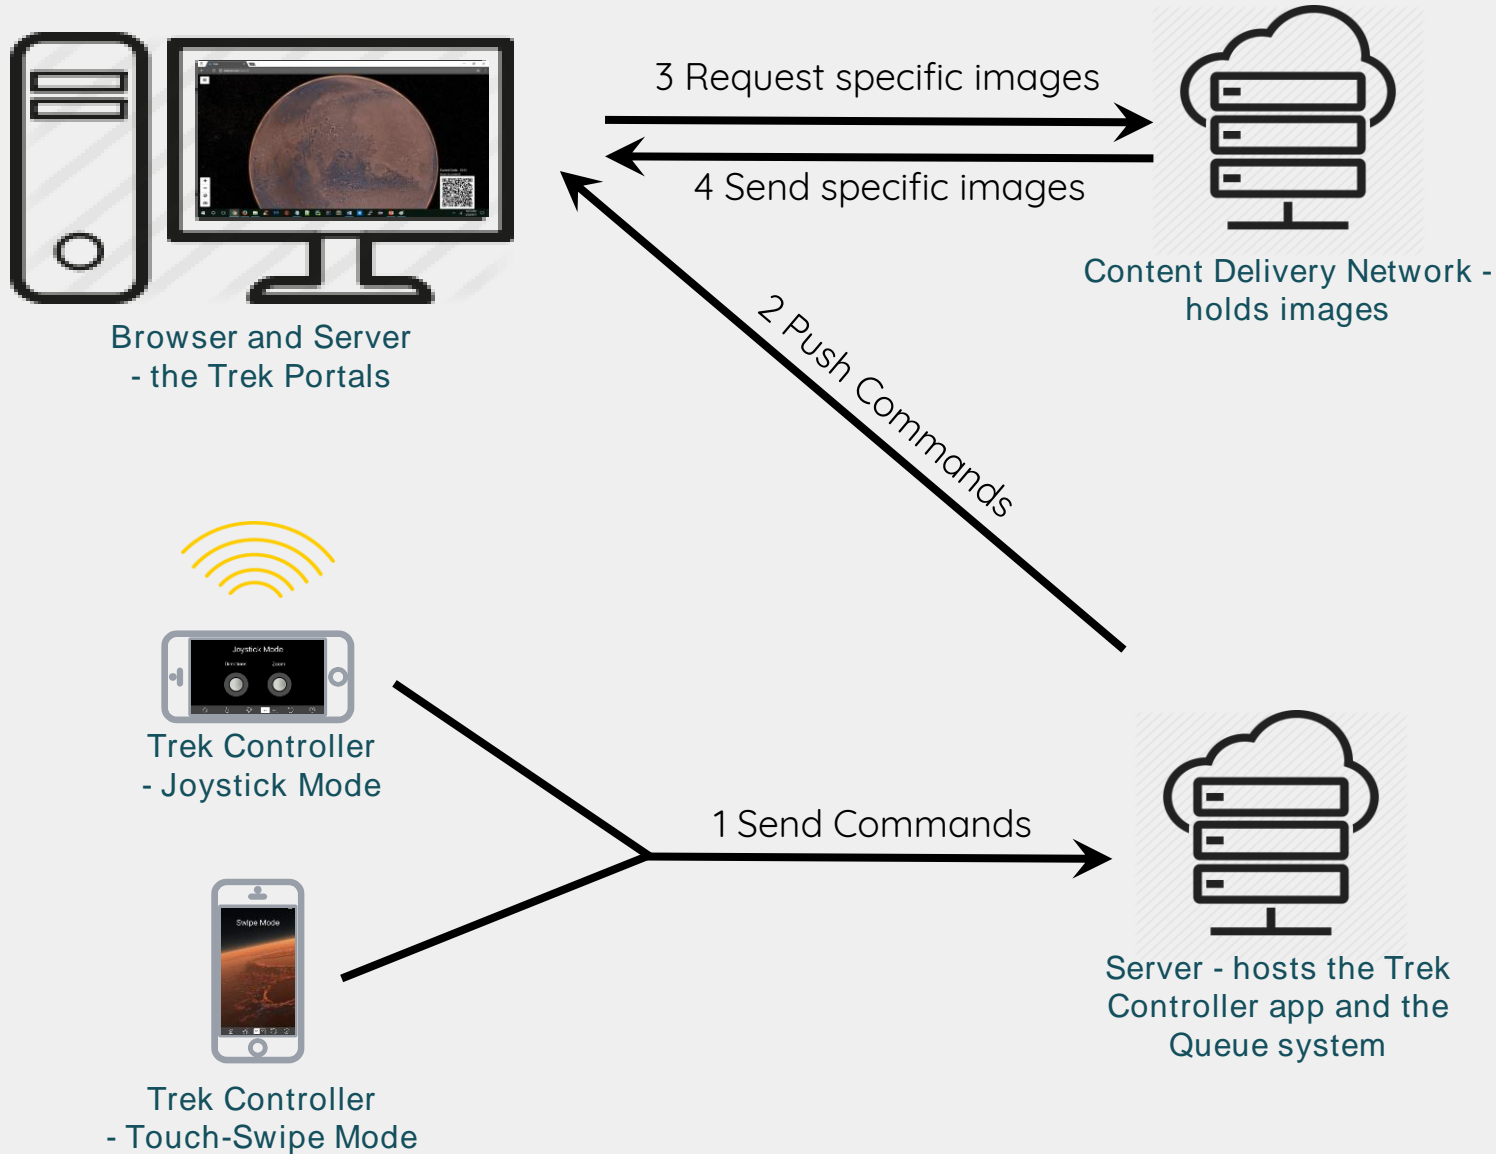 3 Request specific images
4 Send specific images
Content Delivery Network -
holds images
Browser and Server
- the Trek Portals
2 Push Commands
Joystick Mode
Directions Zoom
Trek Controller
- Joystick Mode
1 Send Commands
Swipe Mode
Server - hosts the Trek
Controller app and the
Queue system
Trek Controller
- Touch-Swipe Mode